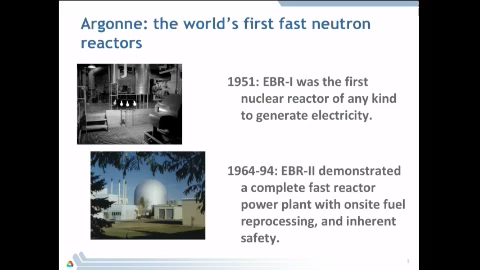 Argonne: the world's first fast neutron
reactors
1951: EBR-I was the first
nuclear reactor of any kind
to generate electricity.
1964-94: EBR-II demonstrated
a complete fast reactor
power plant with onsite fuel
reprocessing, and inherent
safety.